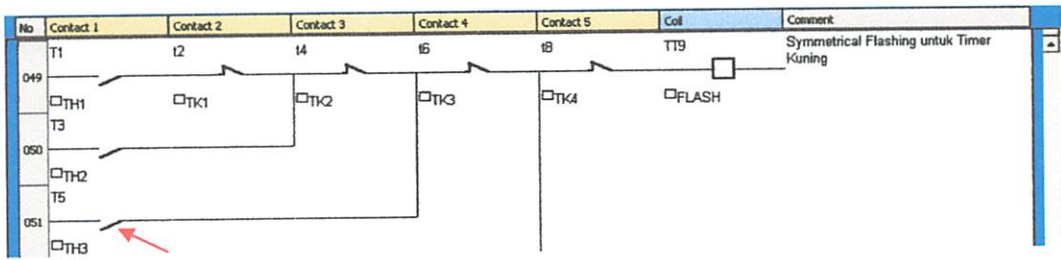 No Contact 1 Contact 2 Contact 3 Contact 4 Contact 5 Coil Comment
T1 t2 t4 t6 t8 TT9 Symmetrical Flashing untuk Timer
Kuning
049
TH1 TK1 TK2 TK3 TK4 FLASH
T3
050
TH2
T5
051
TH3